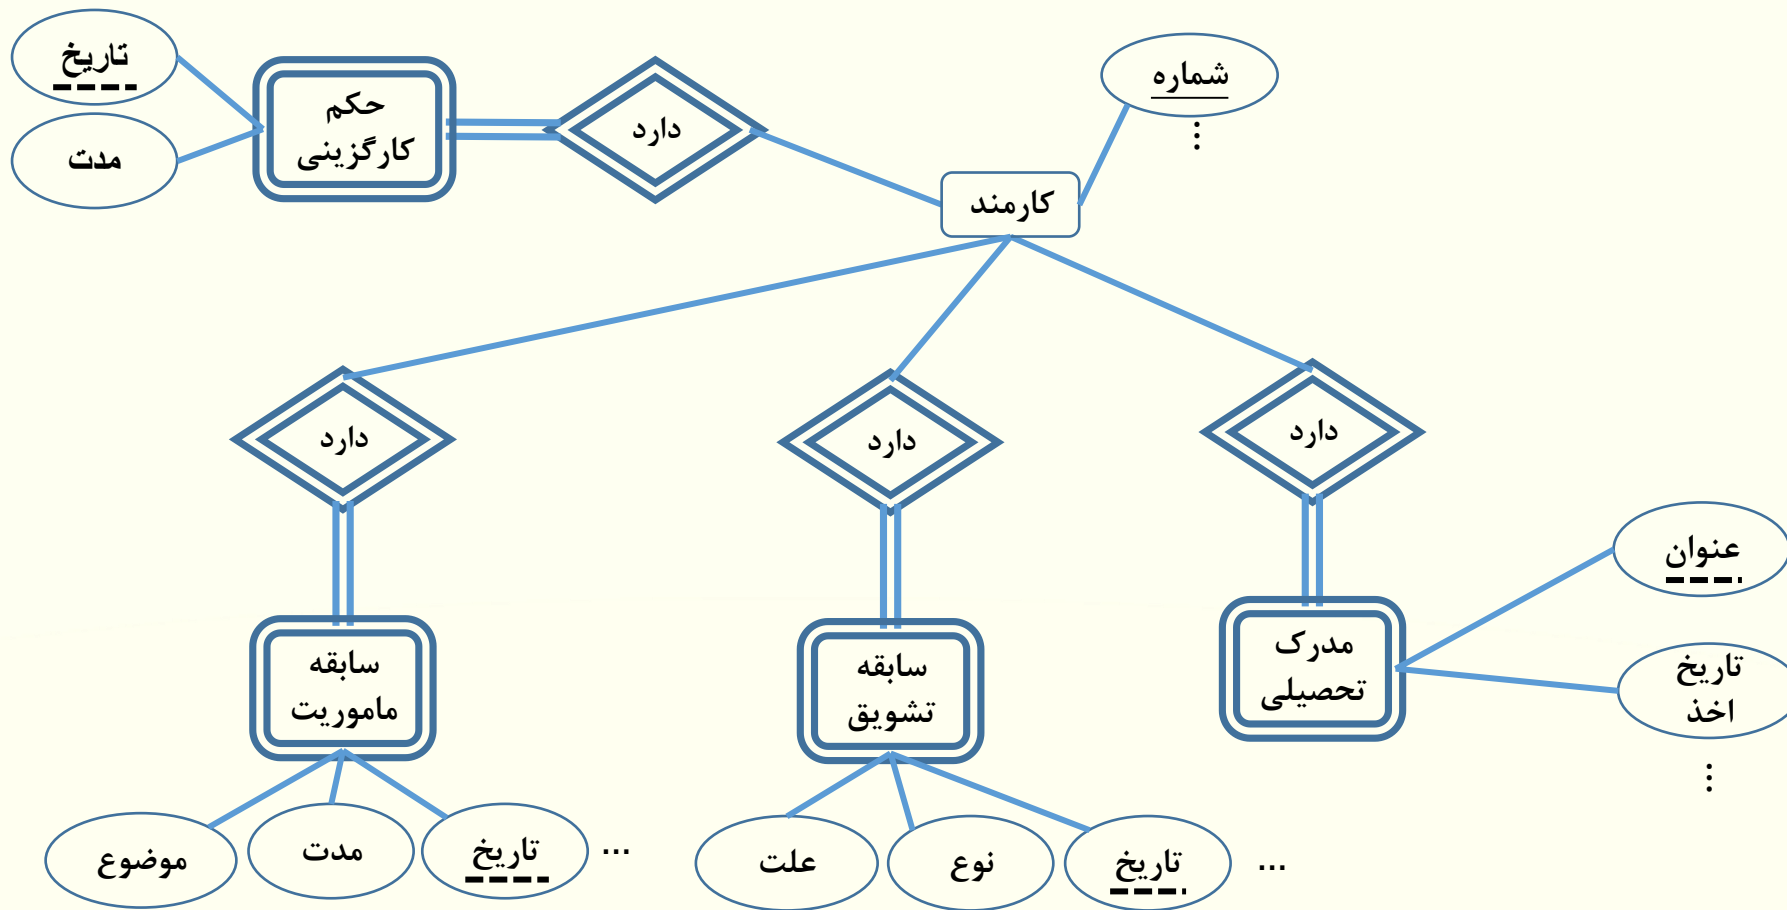 شماره
⋮
تاریخ
مدت
حکم
کارگزینی
دارد
کارمند
دارد
دارد
دارد
عنوان
تاریخ
اخذ
⋮
مدرک
تحصیلی
سابقه
تشویق
سابقه
ماموریت
... تاریخ نوع علت
... تاریخ مدت موضوع